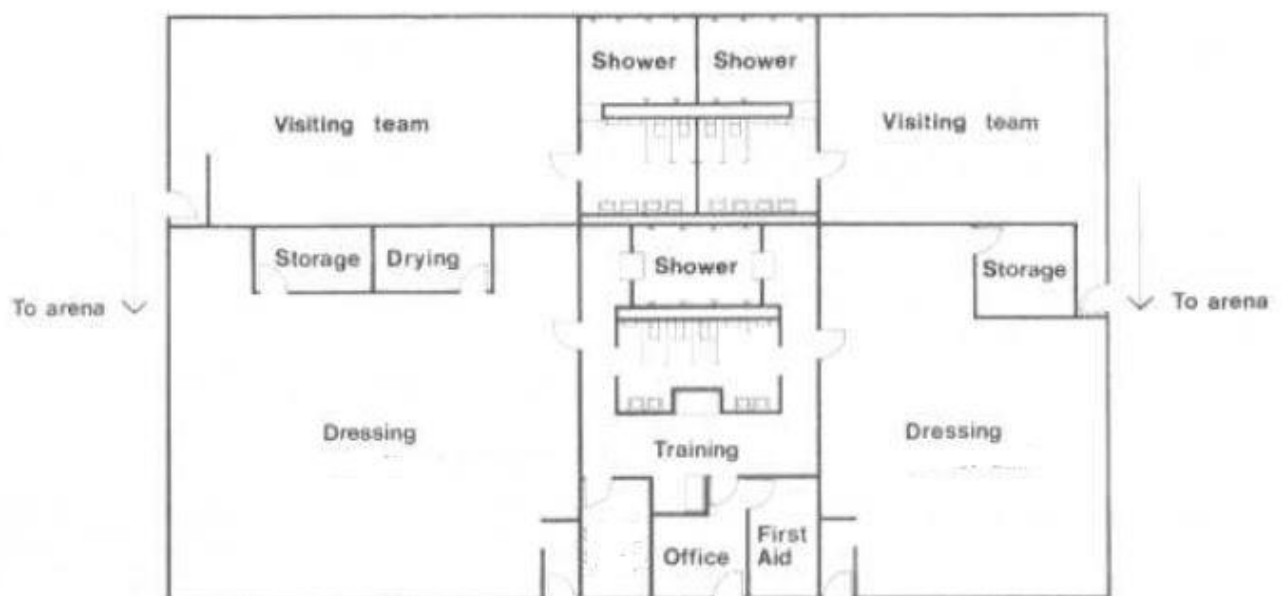 Shower Shower
Visiting team Visiting team
Storage Drying Shower Storage
To arena To arena
Dressing Training Dressing
Office First
Aid